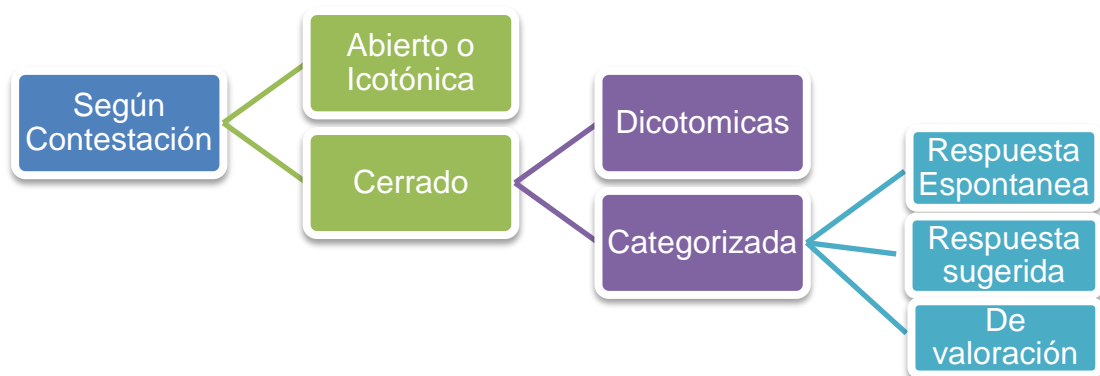 Según
Contestación
Abierto o
Icotónica
Cerrado
Dicotomicas
Categorizada
Respuesta
Espontanea
Respuesta
sugerida
De
valoración